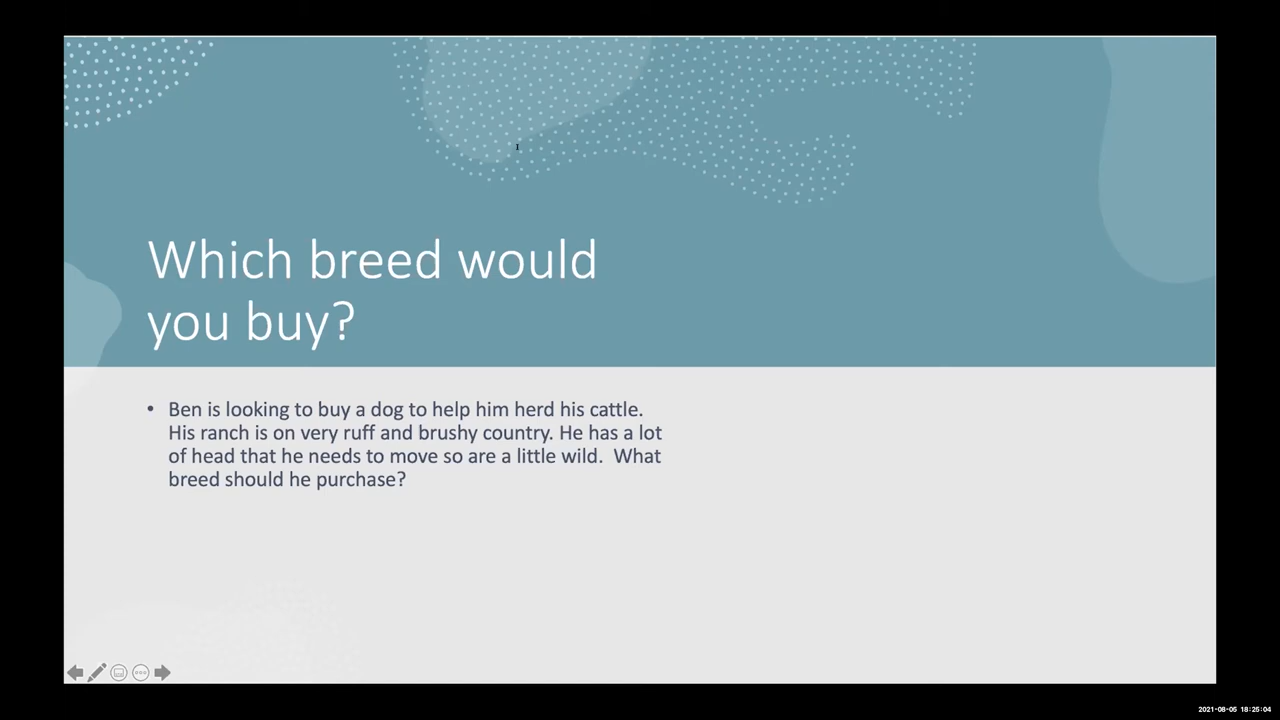 Which breed would
you buy?
• Ben is looking to buy a dog to help him herd his cattle.
His ranch is on very ruff and brushy country. He has a lot
of head that he needs to move so are a little wild.  What
breed should he purchase?
2021-08-05 18:25:04